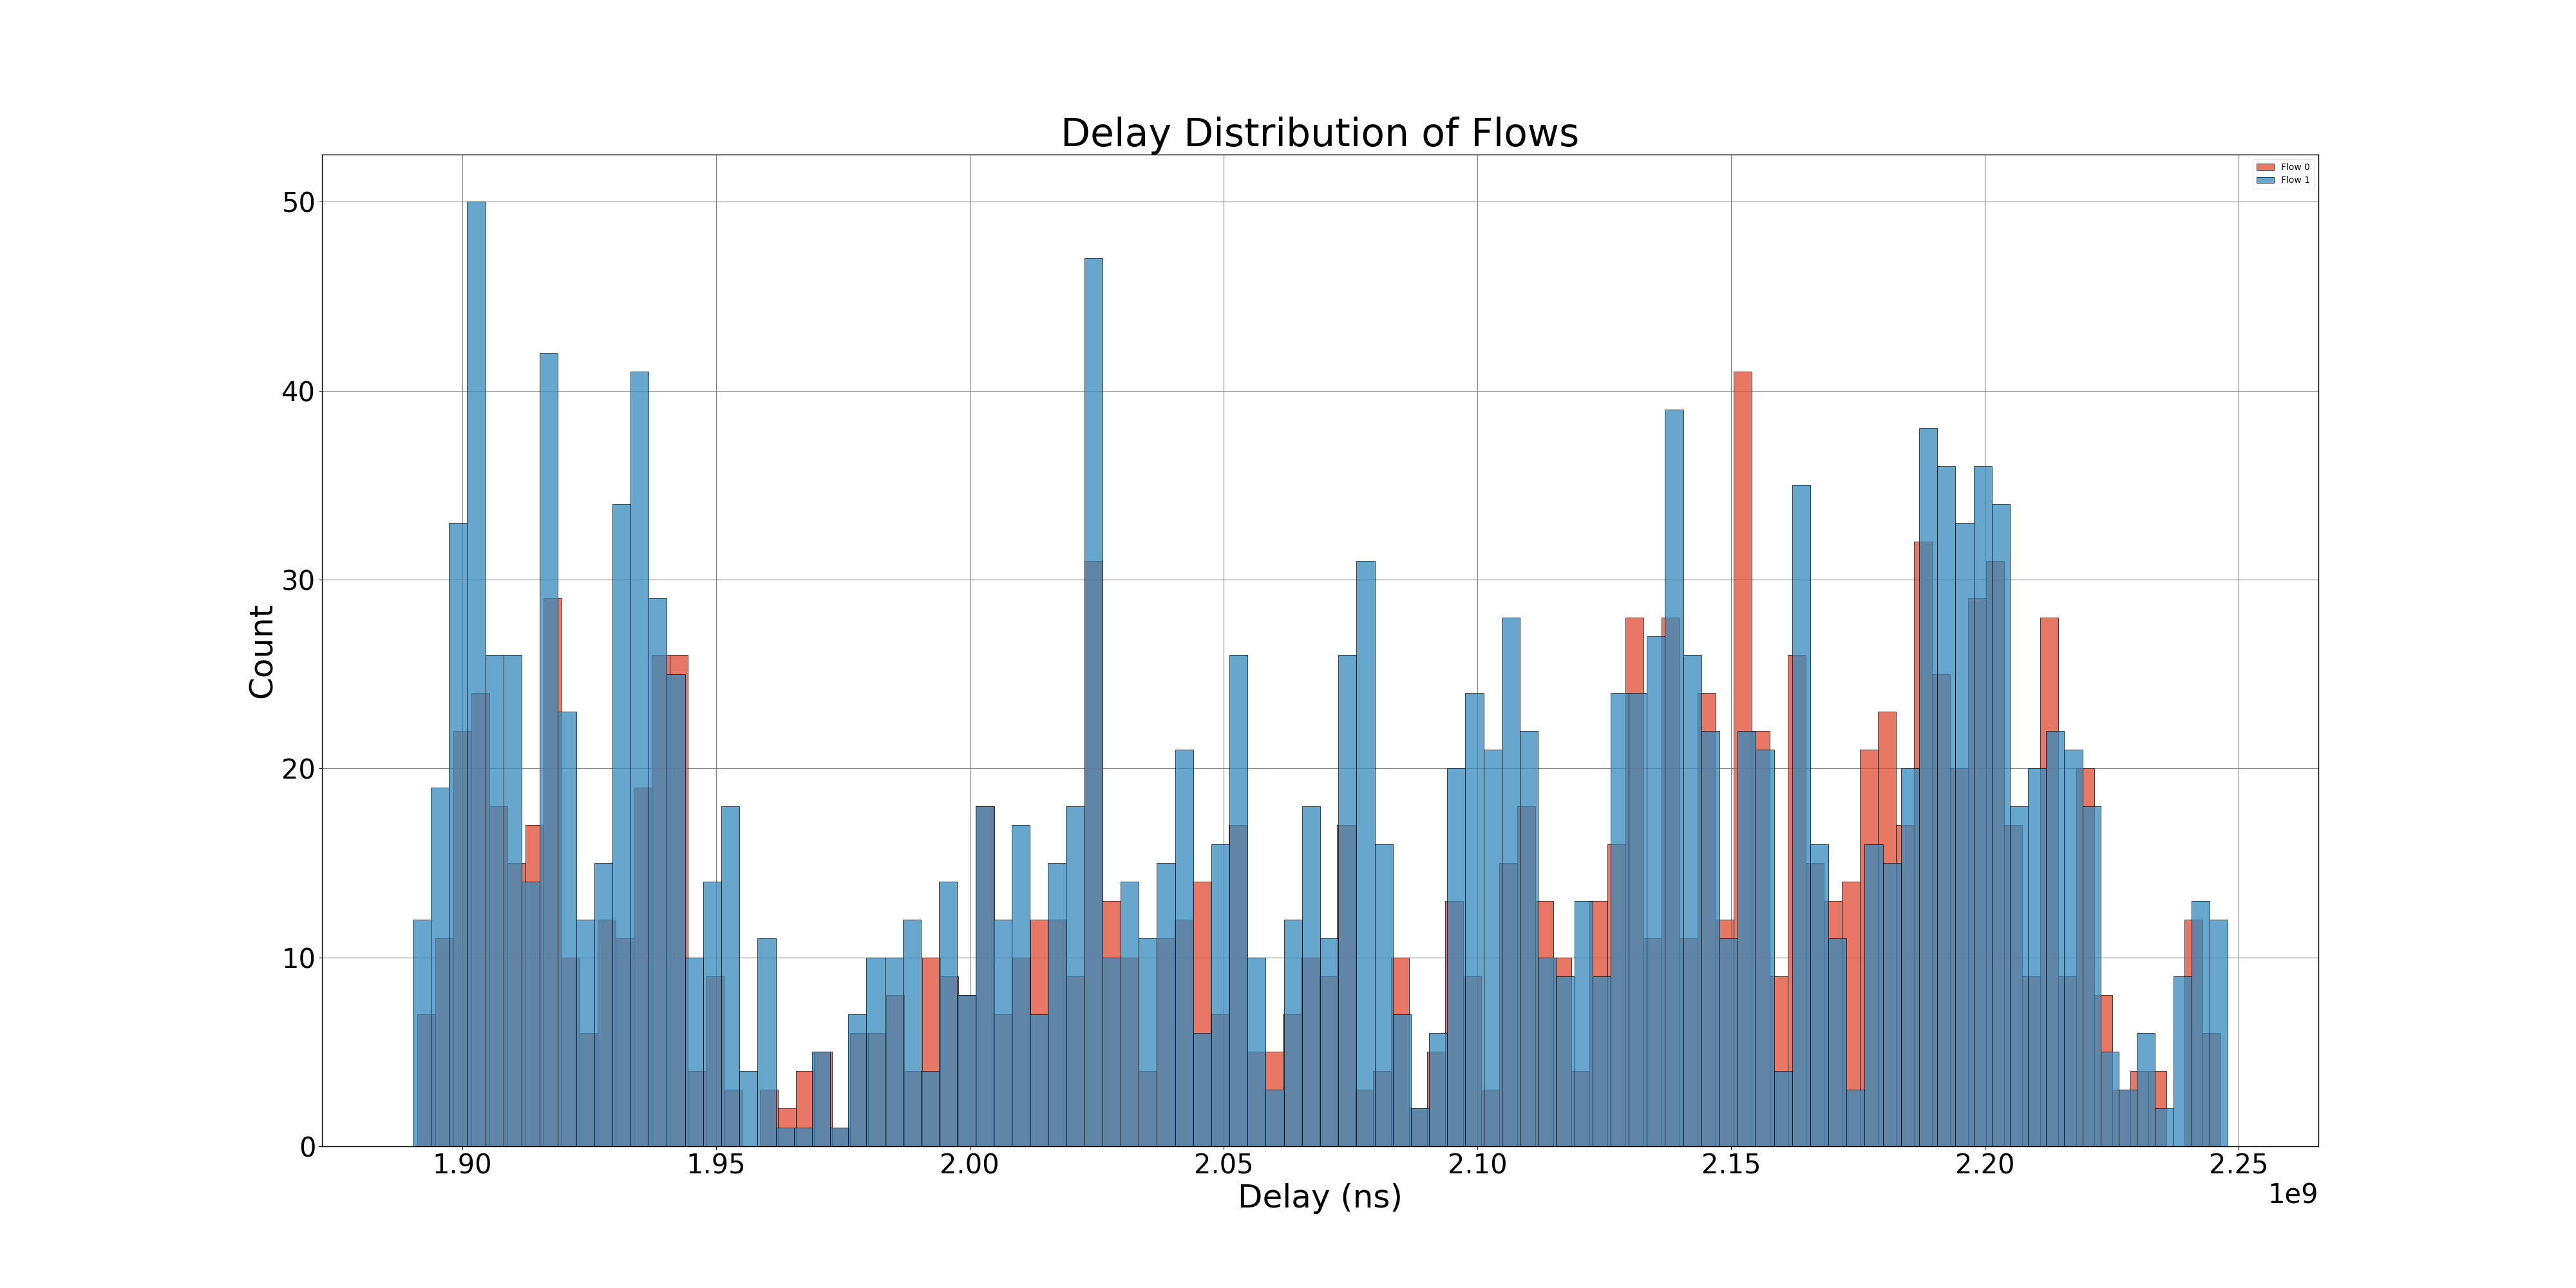 Delay Distribution of Flows
Flow 0
Flow 1
50
40
30
20
10
0
Count
1.90 1.95 2.00 2.05 2.10 2.15 2.20 2.25
Delay (ns)
1e9